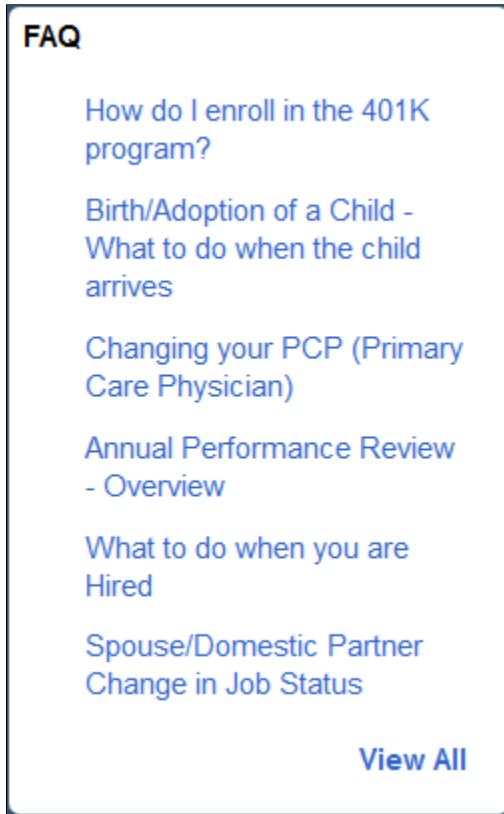 FAQ
How do I enroll in the 401K
program?
Birth/Adoption of a Child -
What to do when the child
arrives
Changing your PCP (Primary
Care Physician)
Annual Performance Review
- Overview
What to do when you are
Hired
Spouse/Domestic Partner
Change in Job Status
View All